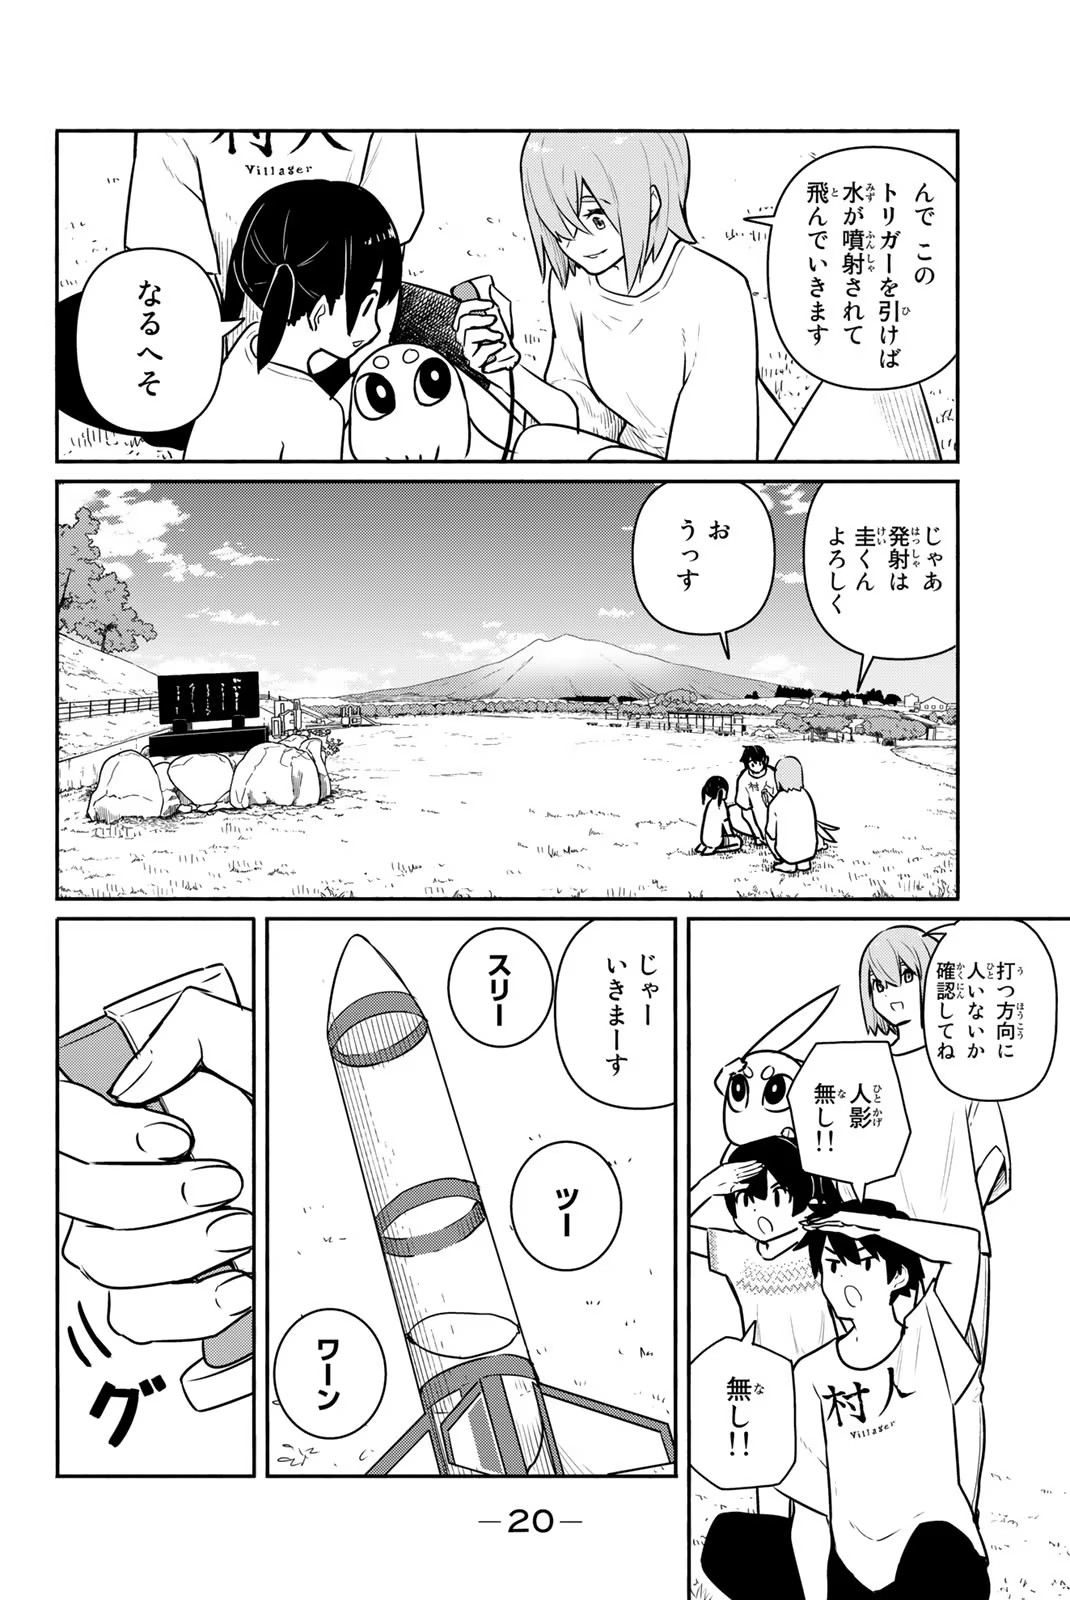 んで この
トリガーを引けば
水が噴射されて
飛んでいきます
なるへそ
村人
Villager
じゃあ
発射は
圭くん
よろしく
お
うっす
打つ方向に
人いないか
確認してね
人影
無し!!
無し!!
村人
Villager
じゃー
いきまーす
スリー
ツー
ワーン
グ
20